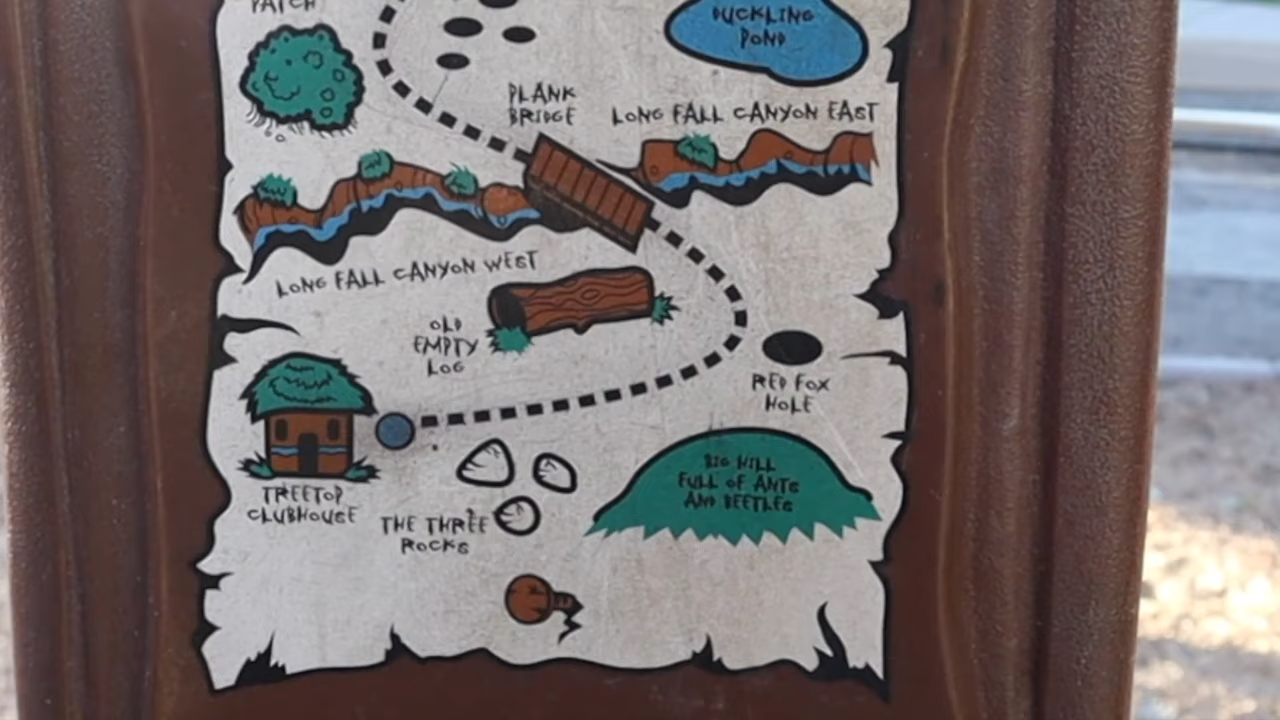 PATCH
DUCKLING
POND
PLANK
BRIDGE
LONG FALL CANYON EAST
LONG FALL CANYON WEST
OLD
EMPTY
LOG
RED FOX
HOLE
BIG HILL
FULL OF ANTS
AND BEETLES
TREETOP
CLUBHOUSE
THE THREE
ROCKS